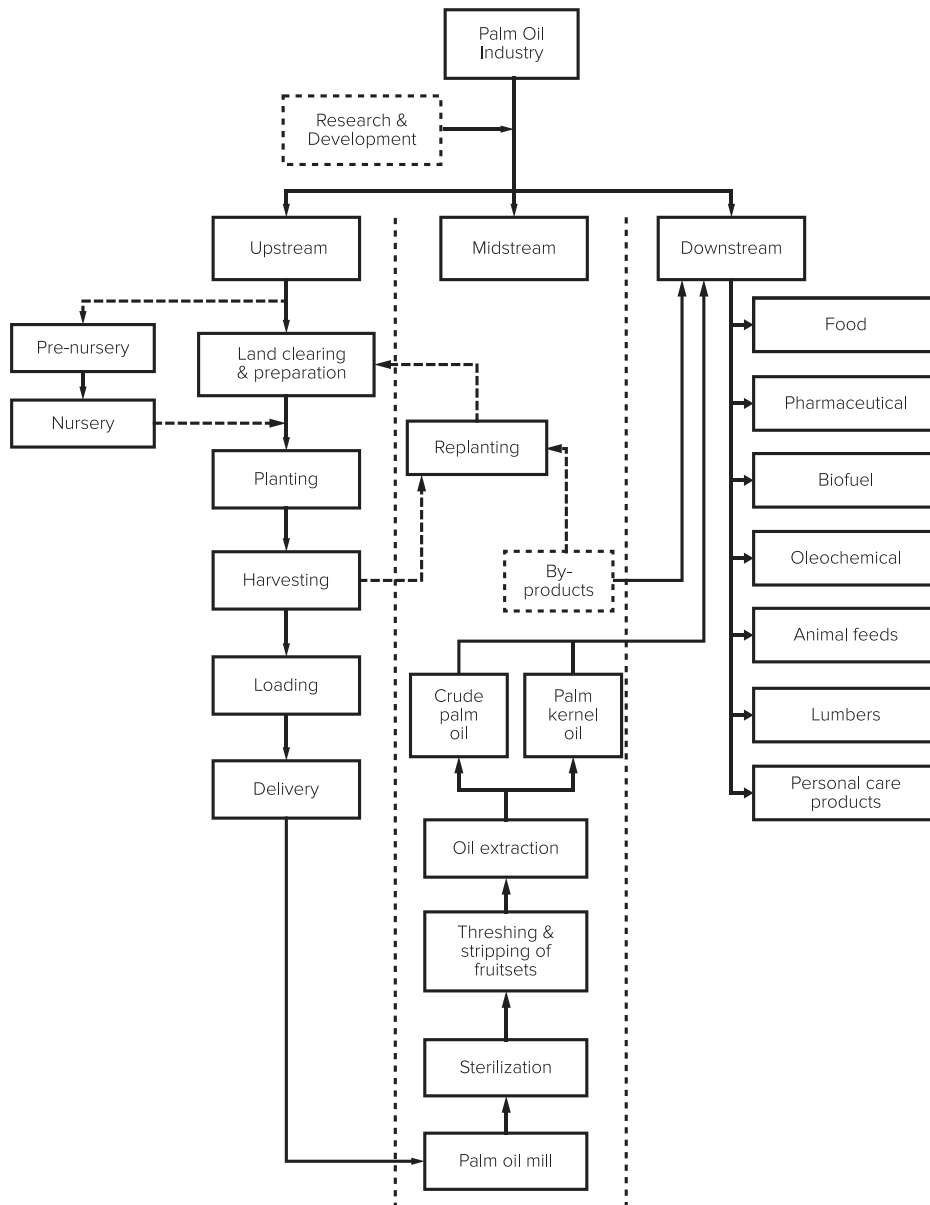 Palm Oil
Industry
Research &
Development
Upstream
Midstream
Downstream
Pre-nursery
Nursery
Land clearing
& preparation
Planting
Harvesting
Loading
Delivery
Replanting
By-
products
Crude
palm
oil
Palm
kernel
oil
Oil extraction
Threshing &
stripping of
fruitsets
Sterilization
Palm oil mill
Food
Pharmaceutical
Biofuel
Oleochemical
Animal feeds
Lumbers
Personal care
products